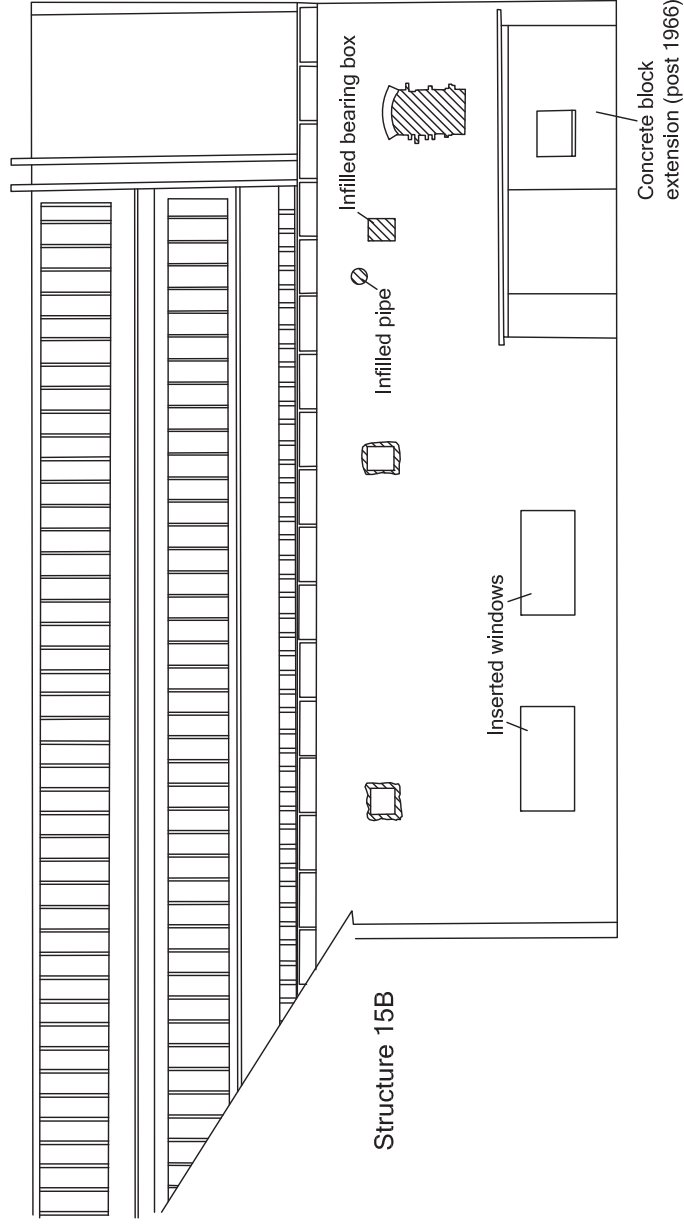 Structure 15B
Inserted windows
Infilled pipe
Infilled bearing box
Concrete block
extension (post 1966)